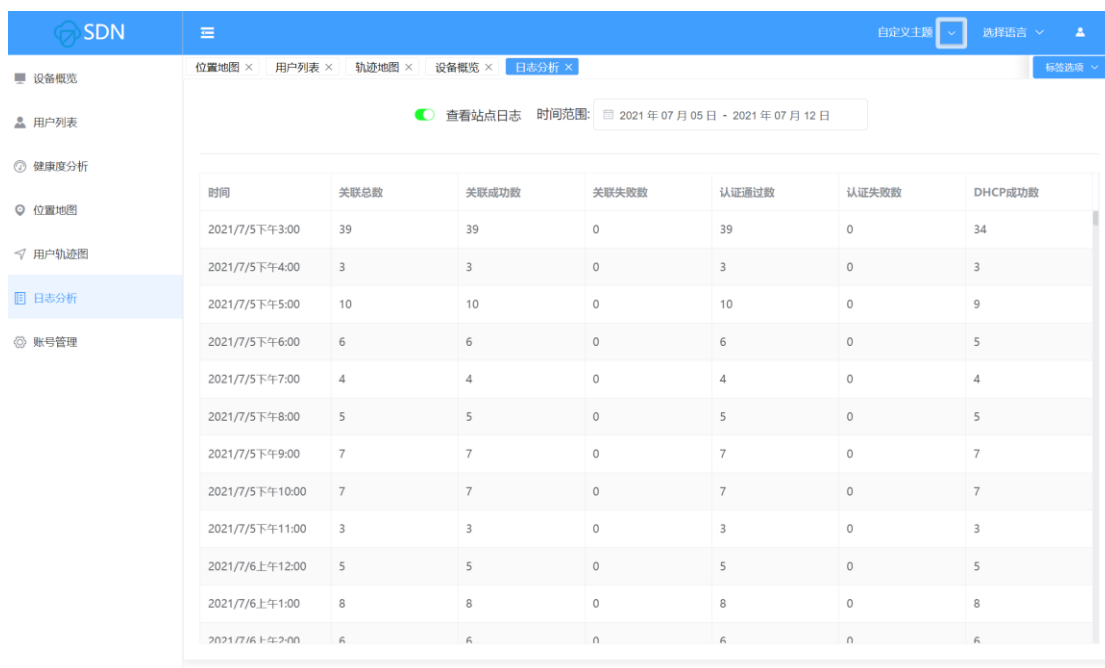 SDN 自定义主题 选择语言
位置地图 × 用户列表 × 轨迹地图 × 设备概览 × 日志分析 × 标签选项
设备概览
用户列表
健康度分析
位置地图
用户轨迹图
日志分析
账号管理
查看站点日志 时间范围: 2021 年 07 月 05 日 - 2021 年 07 月 12 日
时间 关联总数 关联成功数 关联失败数 认证通过数 认证失败数 DHCP成功数
2021/7/5下午3:00 39 39 0 39 0 34
2021/7/5下午4:00 3 3 0 3 0 3
2021/7/5下午5:00 10 10 0 10 0 9
2021/7/5下午6:00 6 6 0 6 0 5
2021/7/5下午7:00 4 4 0 4 0 4
2021/7/5下午8:00 5 5 0 5 0 5
2021/7/5下午9:00 7 7 0 7 0 7
2021/7/5下午10:00 7 7 0 7 0 7
2021/7/5下午11:00 3 3 0 3 0 3
2021/7/6上午12:00 5 5 0 5 0 5
2021/7/6上午1:00 8 8 0 8 0 8
2021/7/6上午2:00 6 6 0 6 0 6